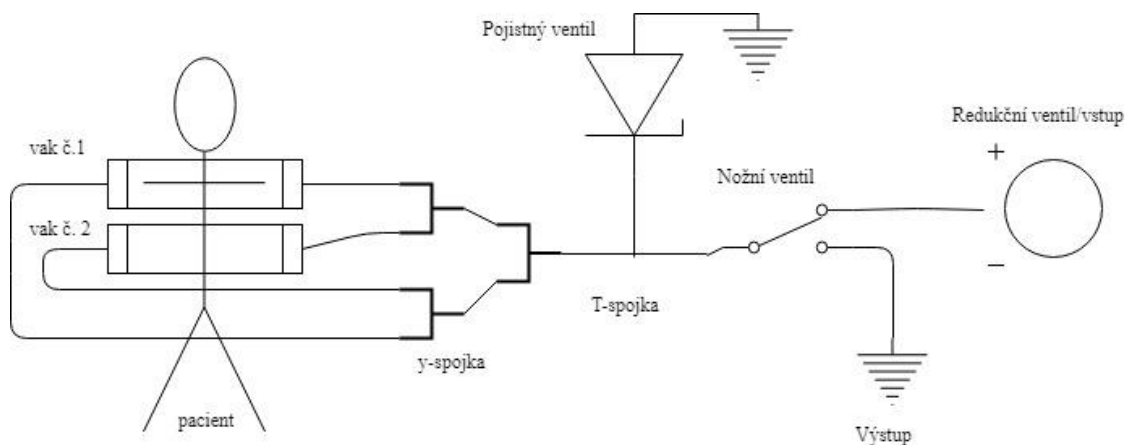 Pojistný ventil
Redukční ventil/vstup
vak č.1
+
Nožní ventil
vak č. 2
−
T-spojka
y-spojka
pacient
Výstup